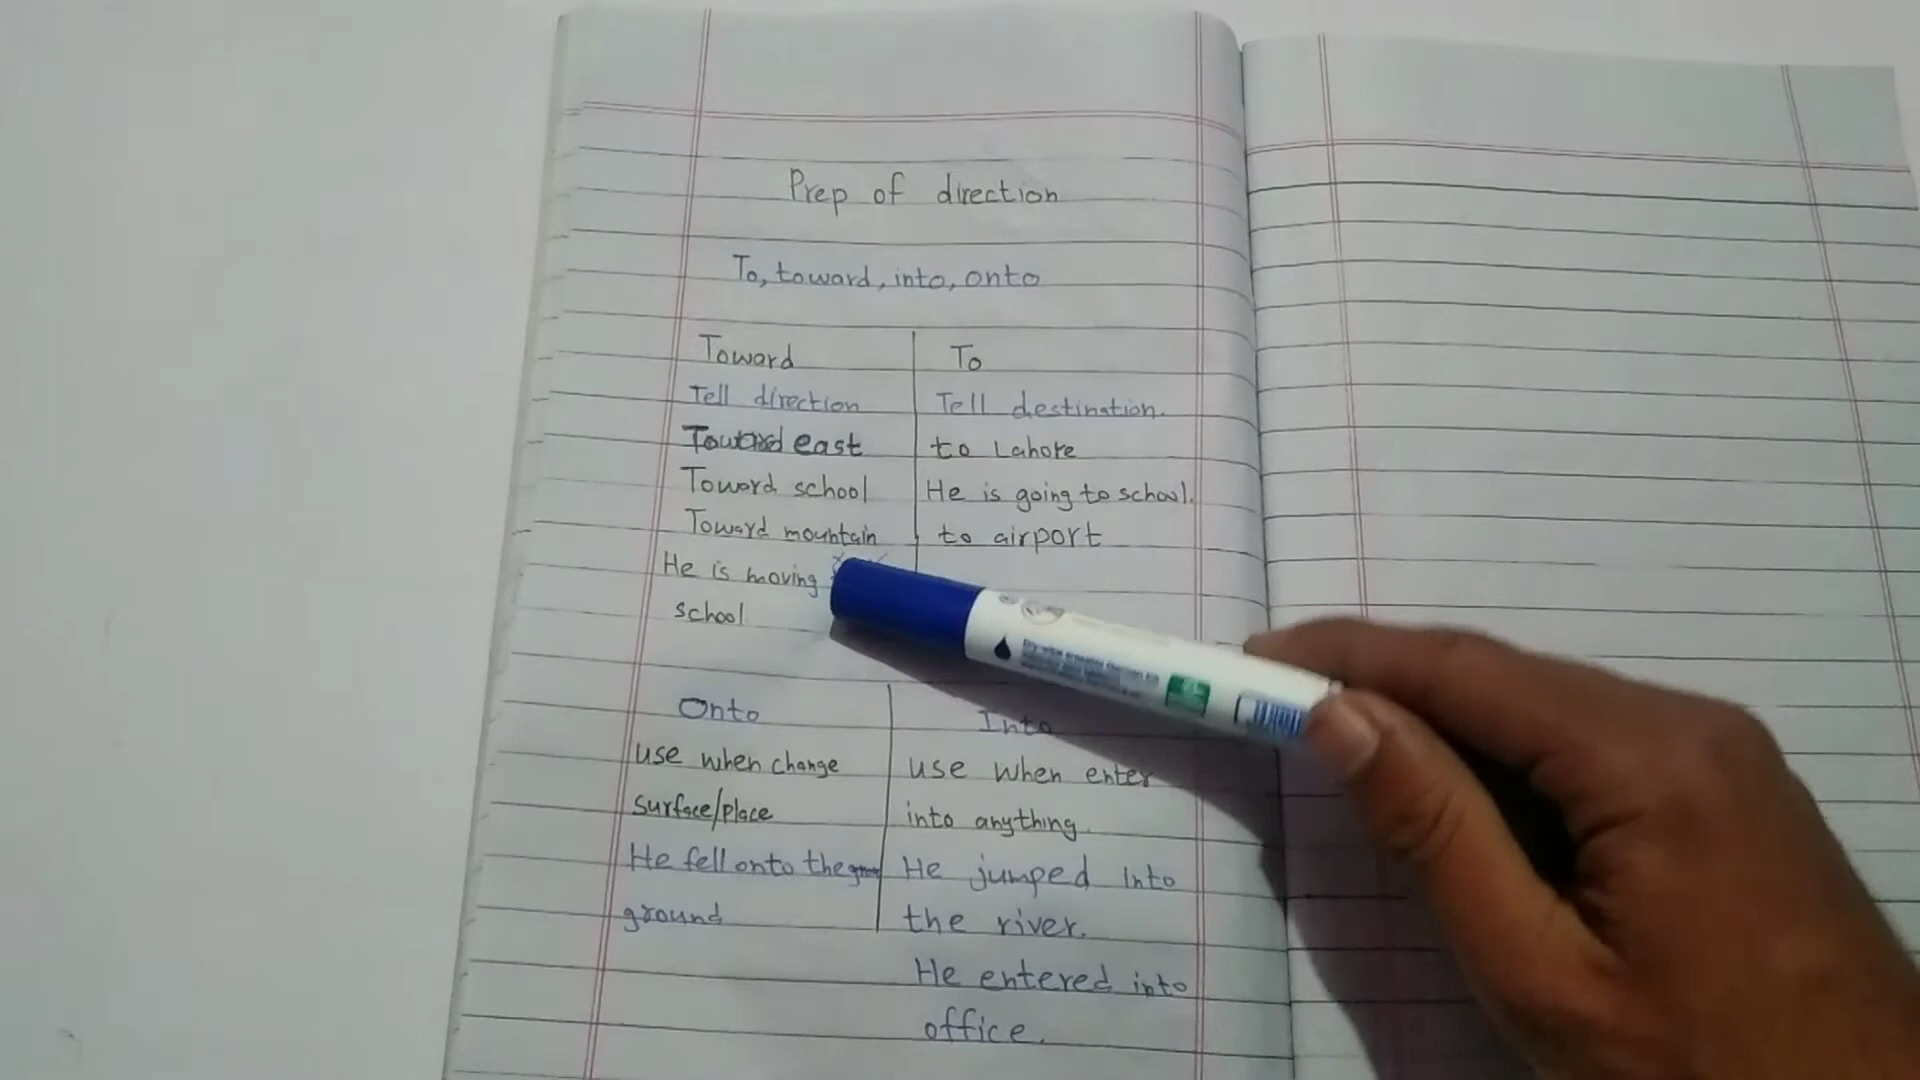 Prep of direction
To, toward, into, onto
Toward
Tell direction
Toward east
Toward school
Toward mountain
He is moving
school
To
Tell destination.
to Lahore
He is going to school.
to airport
Onto
use when change
surface/place
He fell onto the
ground
Into
use when enter
into anything.
He jumped into
the river.
He entered into
office.